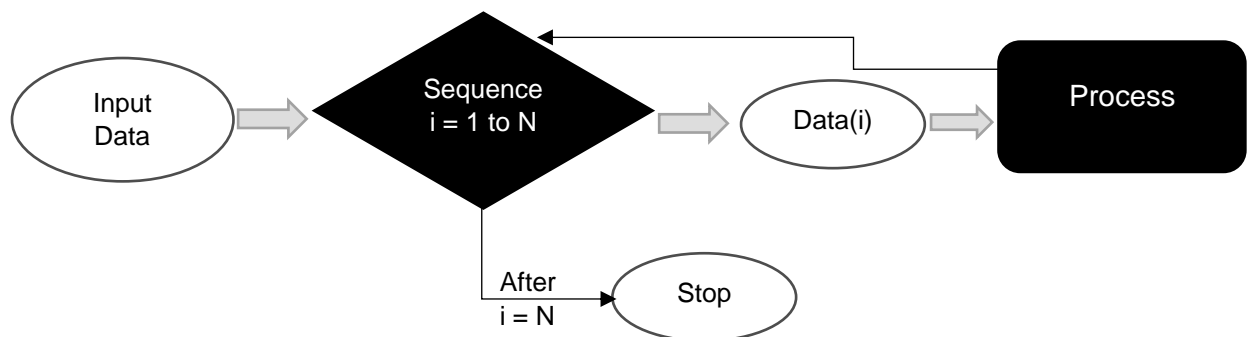 Input
Data
Sequence
i = 1 to N
Data(i)
Process
After
i = N
Stop